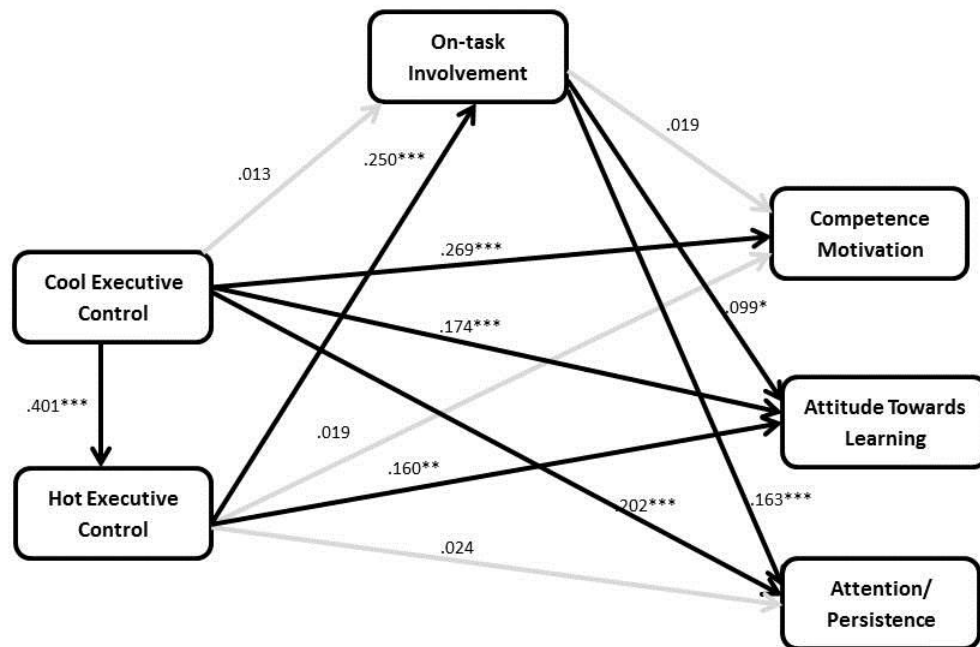 On-task
Involvement
.019
.250***
.013
Competence
Motivation
.269***
Cool Executive
Control
.099*
.174***
.401***
Attitude Towards
Learning
.019
.160**
Hot Executive
Control
.202***
.163***
.024
Attention/
Persistence